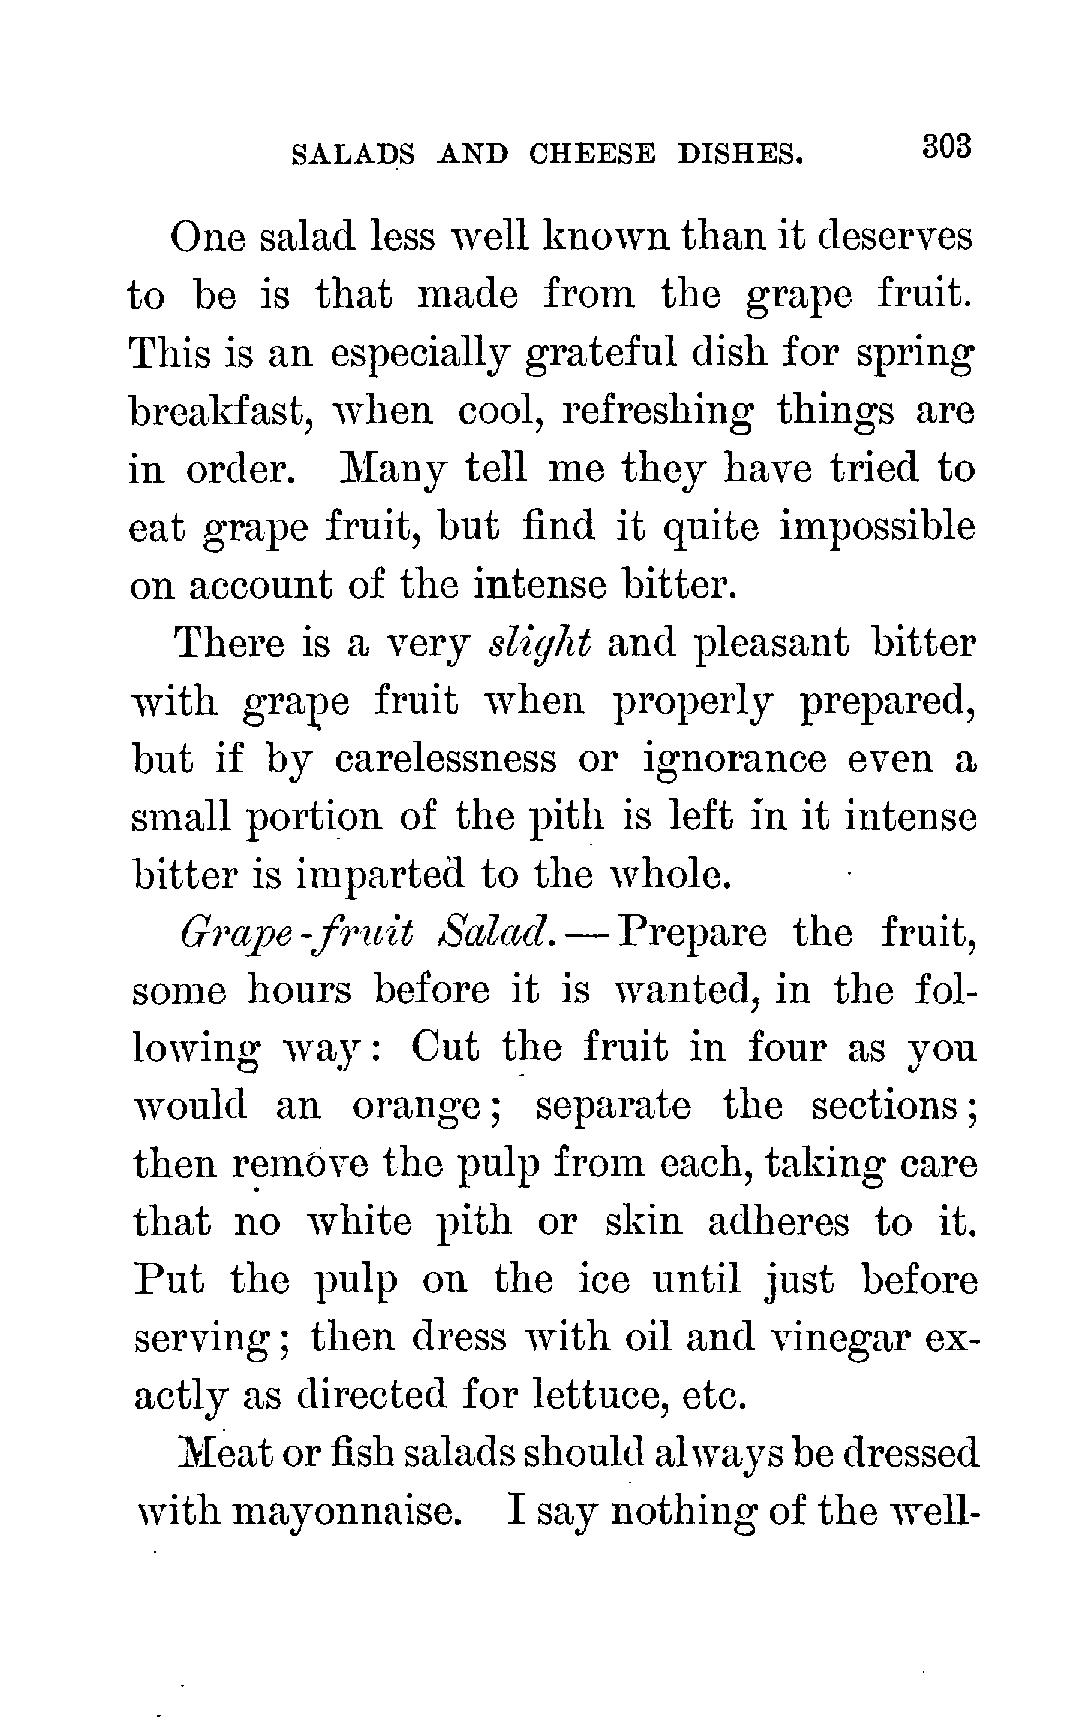 SALADS AND CHEESE DISHES. 303
One salad less well known than it deserves
to be is that made from the grape fruit.
This is an especially grateful dish for spring
breakfast, when cool, refreshing things are
in order. Many tell me they have tried to
eat grape fruit, but find it quite impossible
on account of the intense bitter.
There is a very slight and pleasant bitter
with grape fruit when properly prepared,
but if by carelessness or ignorance even a
small portion of the pith is left in it intense
bitter is imparted to the whole.
Grape-fruit Salad.—Prepare the fruit,
some hours before it is wanted, in the fol-
lowing way: Cut the fruit in four as you
would an orange; separate the sections;
then remove the pulp from each, taking care
that no white pith or skin adheres to it.
Put the pulp on the ice until just before
serving; then dress with oil and vinegar ex-
actly as directed for lettuce, etc.
Meat or fish salads should always be dressed
with mayonnaise. I say nothing of the well-